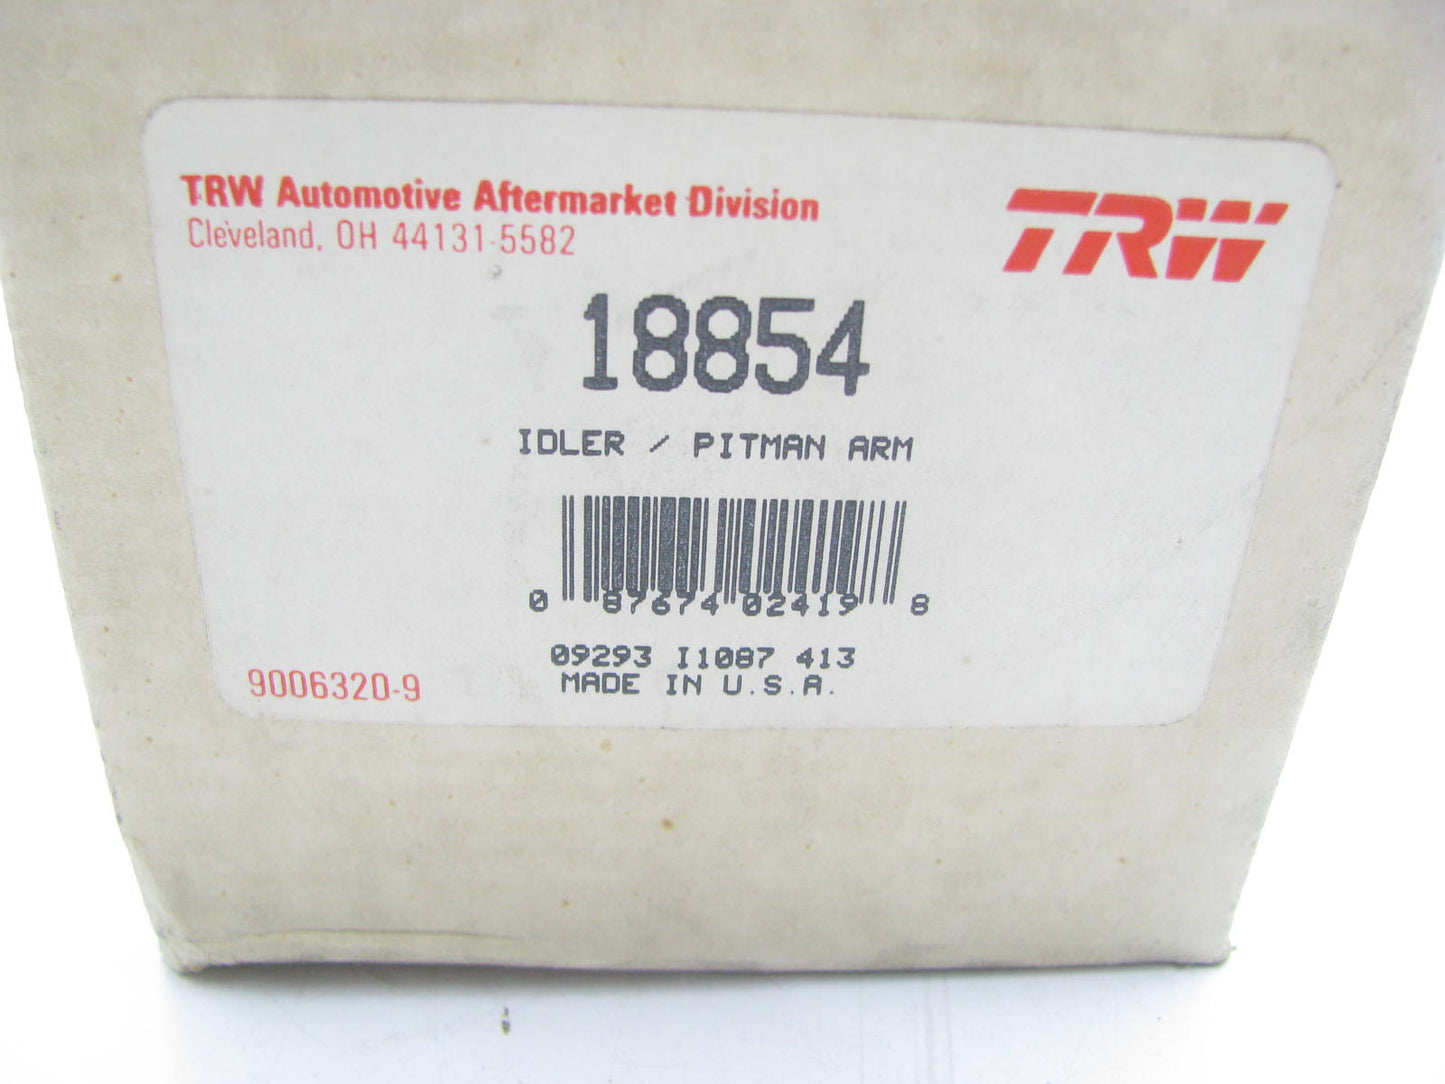 TRW Automotive Aftermarket Division
Cleveland, OH 44131-5582
TRW
18854
IDLER / PITMAN ARM
0 87674 02419 8
09293 I1087 413
MADE IN U.S.A.
9006320-9